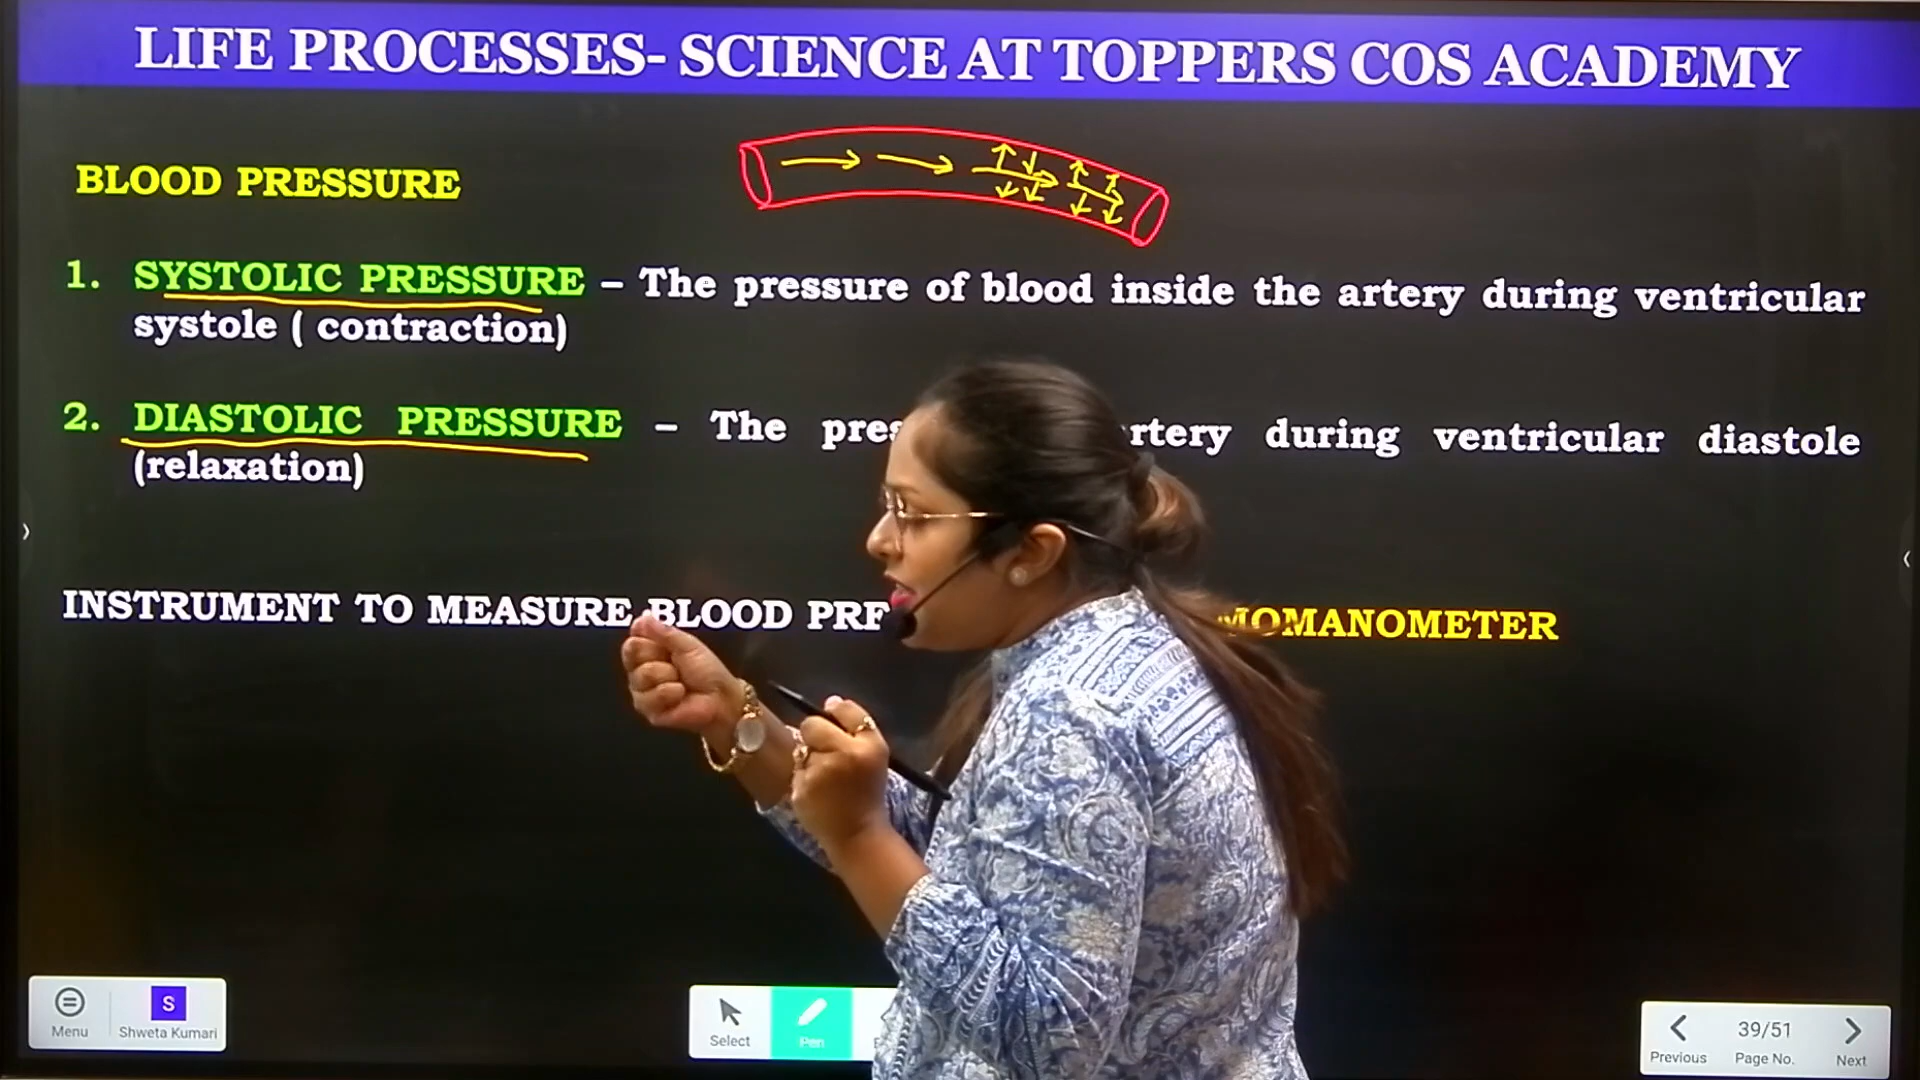 LIFE PROCESSES- SCIENCE AT TOPPERS COS ACADEMY
BLOOD PRESSURE
1. SYSTOLIC PRESSURE – The pressure of blood inside the artery during ventricular
systole ( contraction)
2. DIASTOLIC PRESSURE – The pres rtery during ventricular diastole
(relaxation)
INSTRUMENT TO MEASURE BLOOD PRE MOMANOMETER
Menu
S
Shweta Kumari
Select
Pen
39/51
Previous Page No. Next